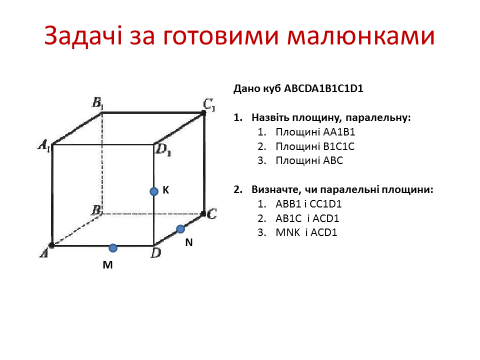 Задачі за готовими малюнками
Дано куб ABCDA1B1C1D1
1. Назвіть площину, паралельну:
1. Площині AA1B1
2. Площині B1C1C
3. Площині ABC
2. Визначте, чи паралельні площини:
1. ABB1 і CC1D1
2. AB1C і ACD1
3. MNK і ACD1
B1
C1
A1
D1
K
B
C
N
A
D
M